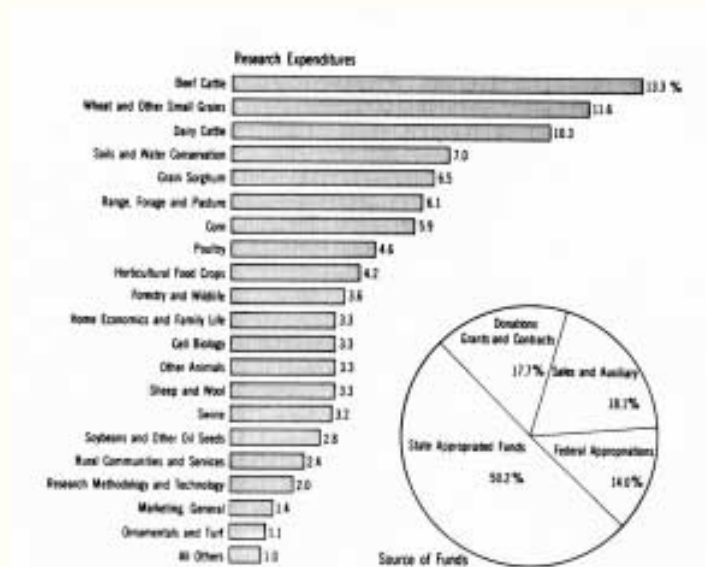 Research Expenditures
Beef Cattle 13.3 %
Wheat and Other Small Grains 11.6
Dairy Cattle 10.3
Soils and Water Conservation 7.0
Grain Sorghum 6.5
Range, Forage and Pasture 6.1
Corn 5.9
Poultry 4.6
Horticultural Food Crops 4.2
Forestry and Wildlife 3.6
Home Economics and Family Life 3.3
Cell Biology 3.3
Other Animals 3.3
Sheep and Wool 3.3
Swine 3.2
Soybeans and Other Oil Seeds 2.8
Rural Communities and Services 2.4
Research Methodology and Technology 2.0
Marketing, General 1.4
Ornamentals and Turf 1.1
All Others 1.0
Donations
Grants and Contracts
17.7%
Sales and Auxiliary
18.1%
State Appropriated Funds
50.2%
Federal Appropriations
14.0%
Source of Funds